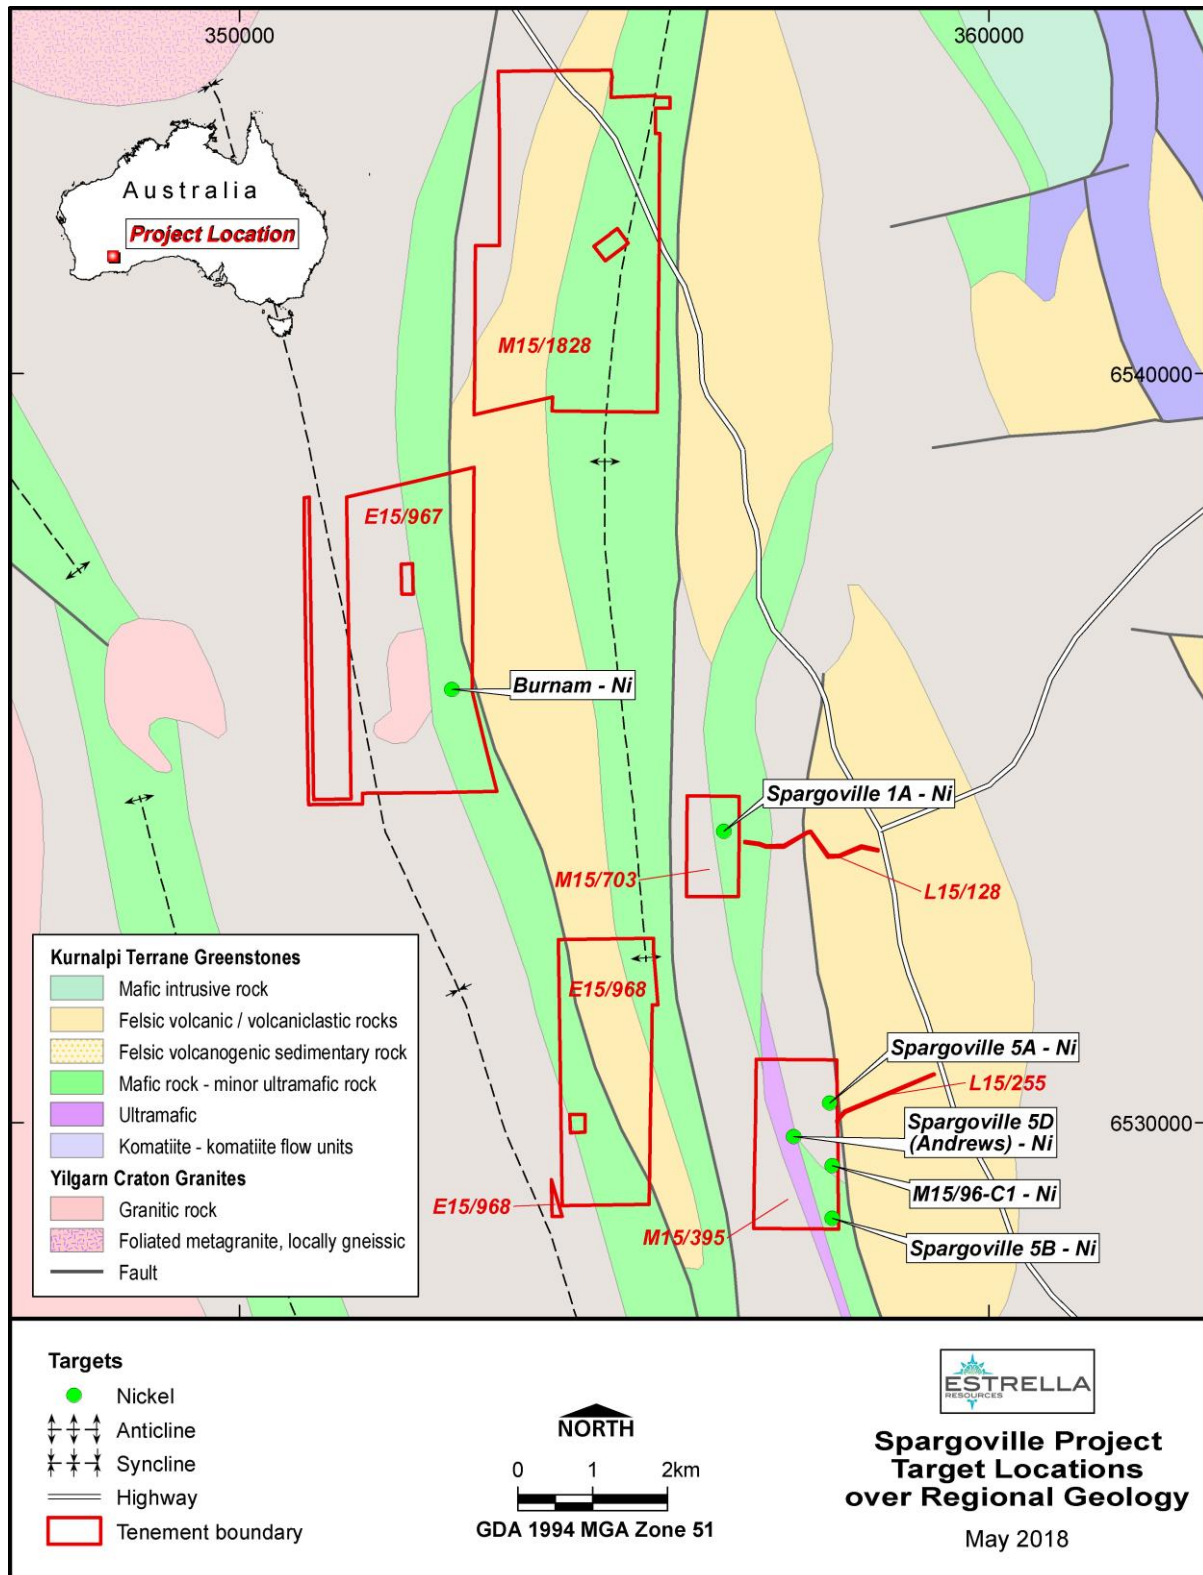 350000
360000
Australia
Project Location
M15/1828
6540000
E15/967
Burnam - Ni
Spargoville 1A - Ni
M15/703
L15/128
E15/968
Spargoville 5A - Ni
L15/255
Spargoville 5D
(Andrews) - Ni
6530000
M15/96-C1 - Ni
E15/968
M15/395
Spargoville 5B - Ni
Kurnalpi Terrane Greenstones
Mafic intrusive rock
Felsic volcanic / volcaniclastic rocks
Felsic volcanogenic sedimentary rock
Mafic rock - minor ultramafic rock
Ultramafic
Komatiite - komatiite flow units
Yilgarn Craton Granites
Granitic rock
Foliated metagranite, locally gneissic
Fault
Targets
Nickel
Anticline
Syncline
Highway
Tenement boundary
NORTH
0 1 2km
GDA 1994 MGA Zone 51
ESTRELLA
RESOURCES
Spargoville Project
Target Locations
over Regional Geology
May 2018